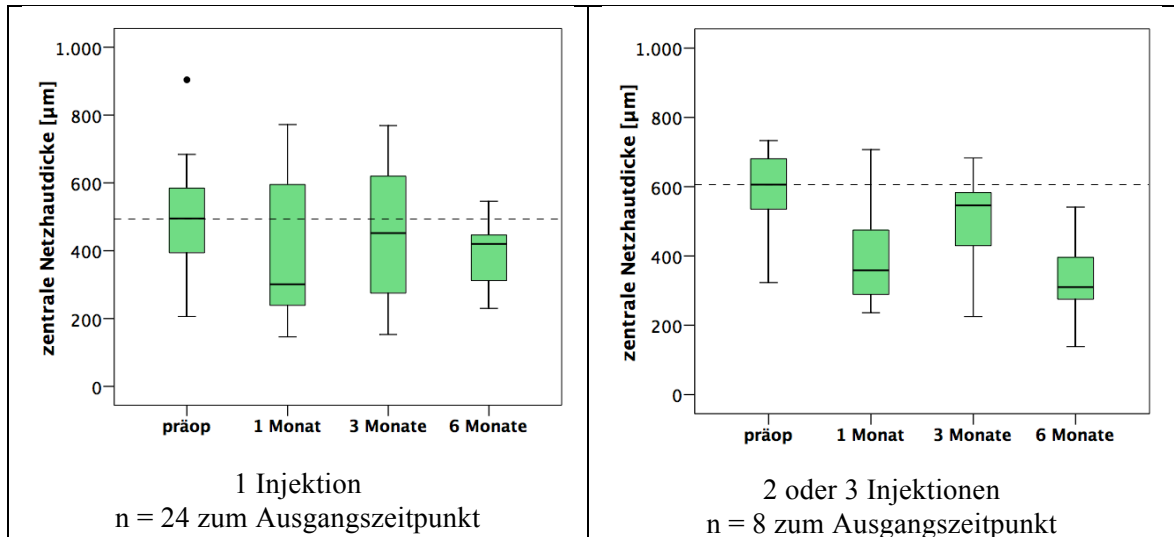 zentrale Netzhautdicke [µm]
1.000
800
600
400
200
0
präop 1 Monat 3 Monate 6 Monate
1 Injektion
n = 24 zum Ausgangszeitpunkt
zentrale Netzhautdicke [µm]
1.000
800
600
400
200
0
präop 1 Monat 3 Monate 6 Monate
2 oder 3 Injektionen
n = 8 zum Ausgangszeitpunkt